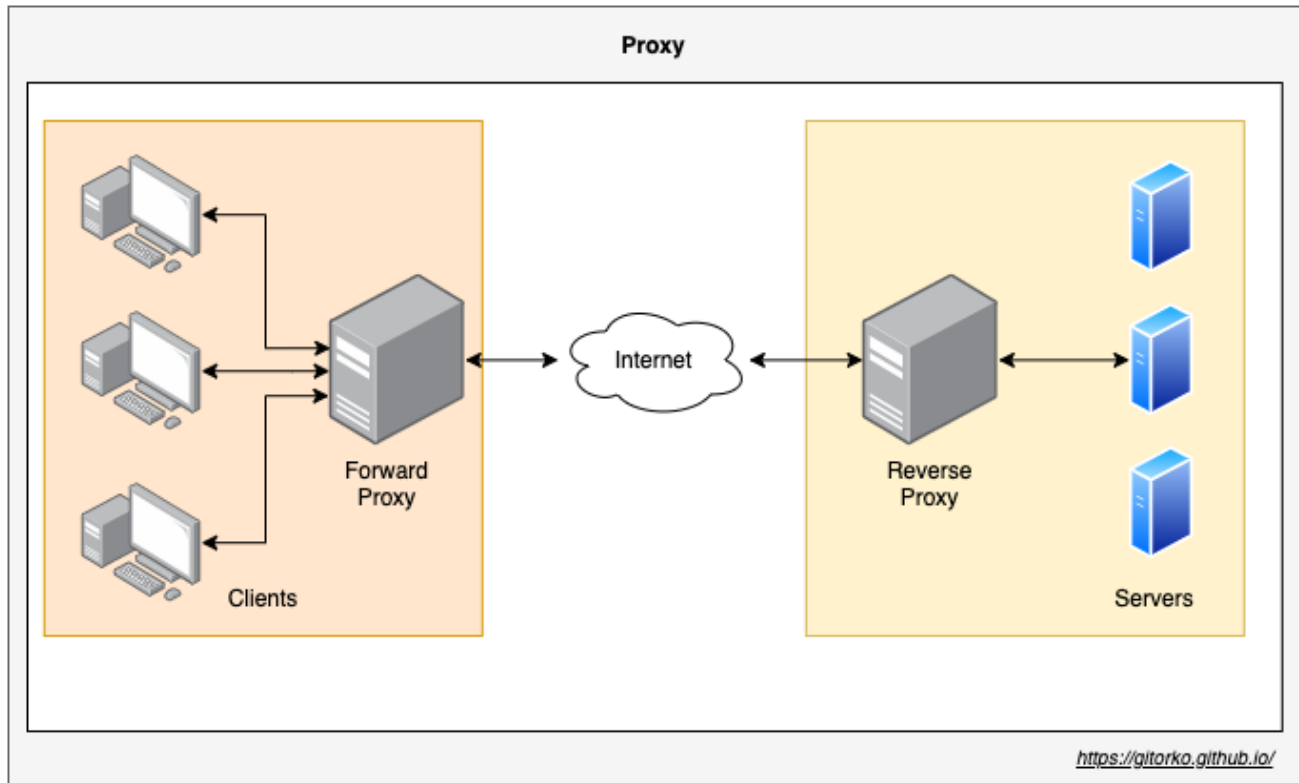 Proxy
Internet
Forward
Proxy
Reverse
Proxy
Clients
Servers
https://gitorko.github.io/